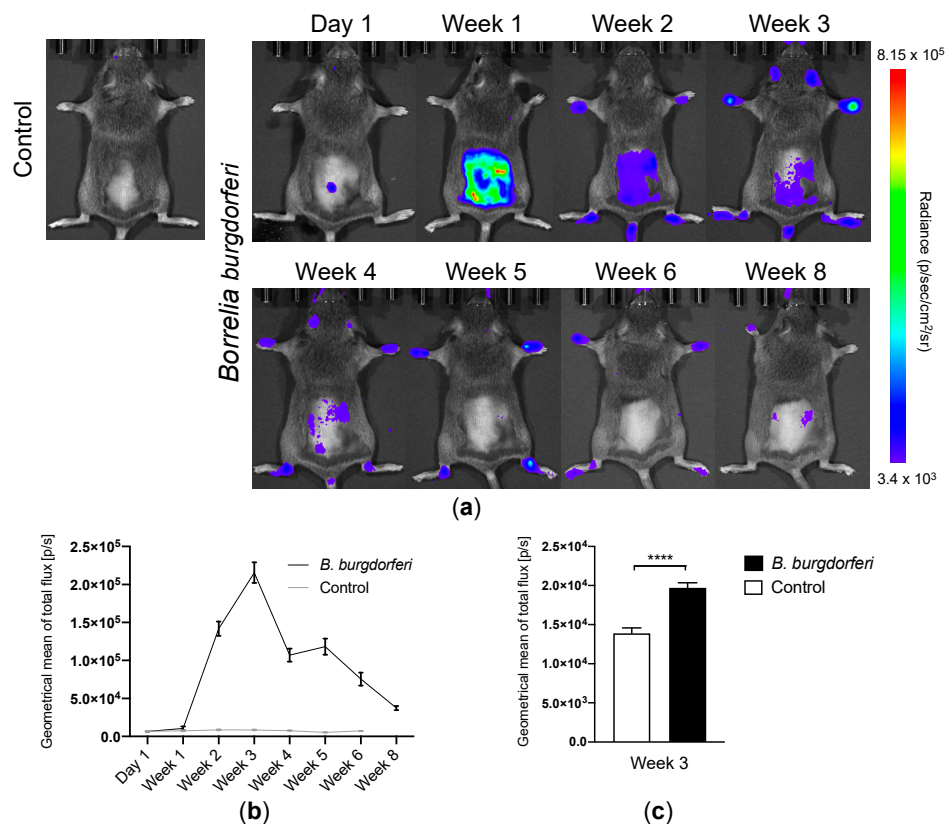 Day 1 Week 1 Week 2 Week 3
Control
Borrelia burgdorferi
8.15 x 10⁵
Radiance (p/sec/cm²/sr)
3.4 x 10³
Week 4 Week 5 Week 6 Week 8
(a)
Geometrical mean of total flux [p/s]
2.5×10⁵
2.0×10⁵
1.5×10⁵
1.0×10⁵
5.0×10⁴
0.0
B. burgdorferi
Control
Day 1
Week 1
Week 2
Week 3
Week 4
Week 5
Week 6
Week 8
(b)
Geometrical mean of total flux [p/s]
2.5×10⁴
2.0×10⁴
1.5×10⁴
1.0×10⁴
5.0×10³
0.0
****
B. burgdorferi
Control
Week 3
(c)